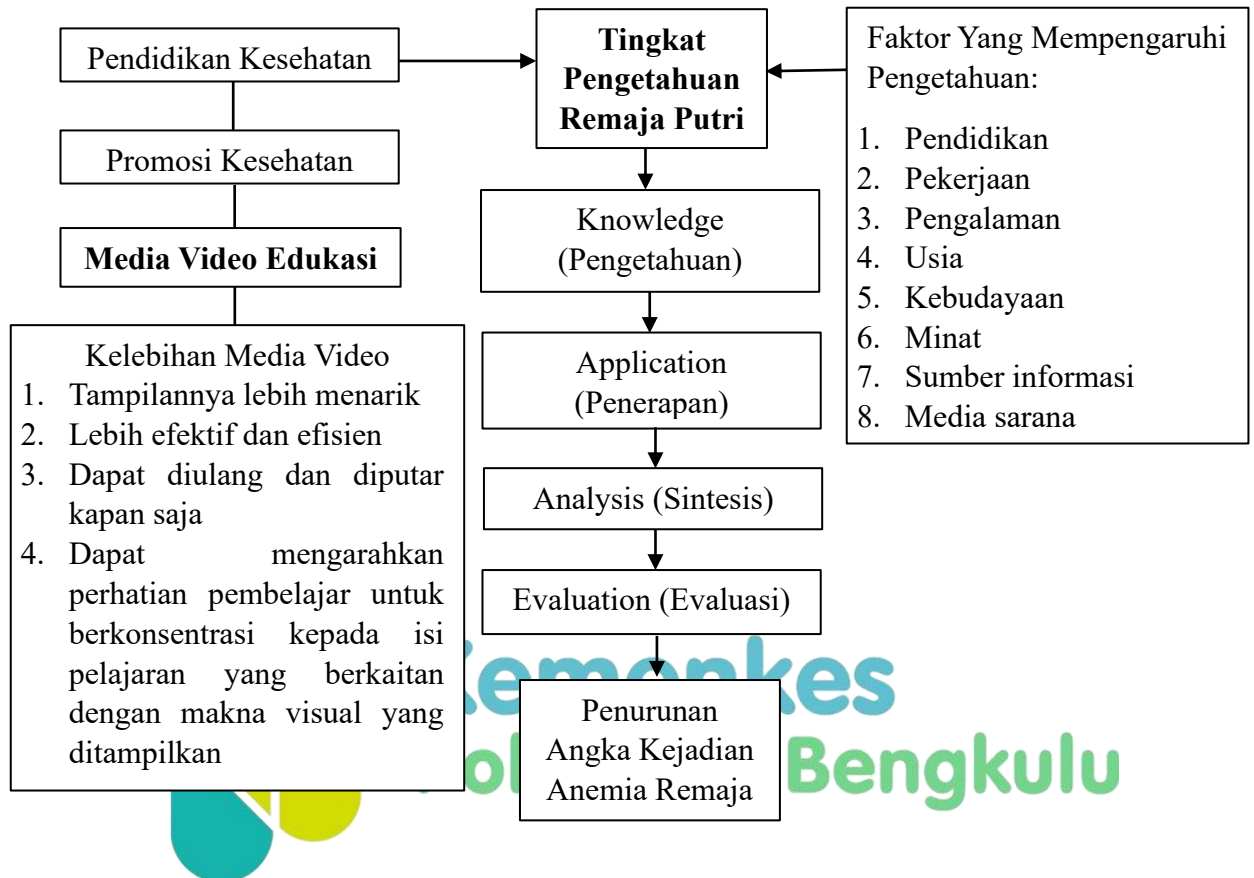 Pendidikan Kesehatan
Promosi Kesehatan
Media Video Edukasi
Kelebihan Media Video
1. Tampilannya lebih menarik
2. Lebih efektif dan efisien
3. Dapat diulang dan diputar
kapan saja
4. Dapat mengarahkan
perhatian pembelajar untuk
berkonsentrasi kepada isi
pelajaran yang berkaitan
dengan makna visual yang
ditampilkan
Tingkat
Pengetahuan
Remaja Putri
Knowledge
(Pengetahuan)
Application
(Penerapan)
Analysis (Sintesis)
Evaluation (Evaluasi)
Penurunan
Angka Kejadian
Anemia Remaja
Faktor Yang Mempengaruhi
Pengetahuan:
1. Pendidikan
2. Pekerjaan
3. Pengalaman
4. Usia
5. Kebudayaan
6. Minat
7. Sumber informasi
8. Media sarana
Bengkulu